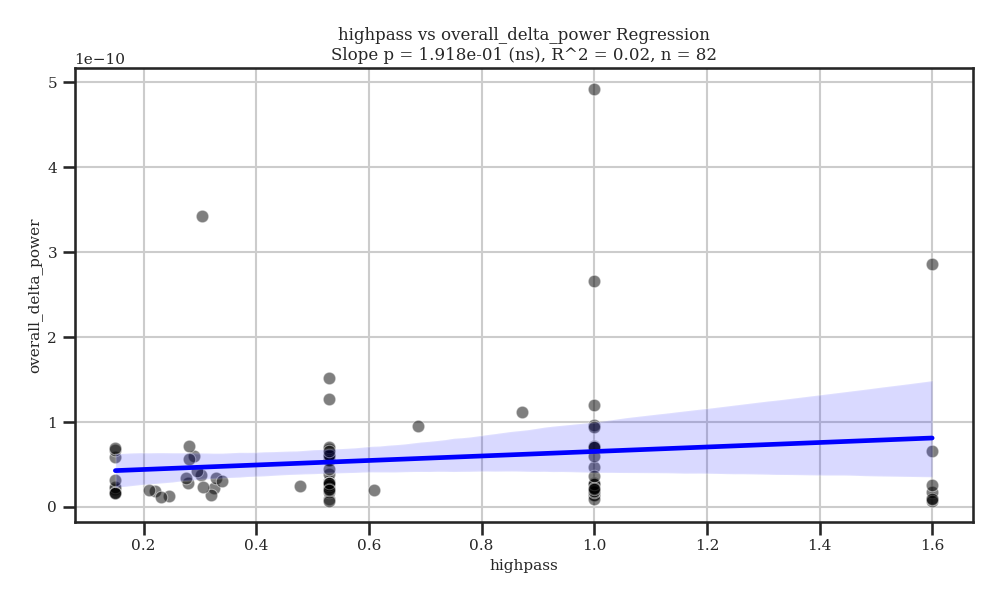 highpass vs overall_delta_power Regression
Slope p = 1.918e-01 (ns), R^2 = 0.02, n = 82
1e−10
5
4
3
2
1
0
overall_delta_power
0.2 0.4 0.6 0.8 1.0 1.2 1.4 1.6
highpass